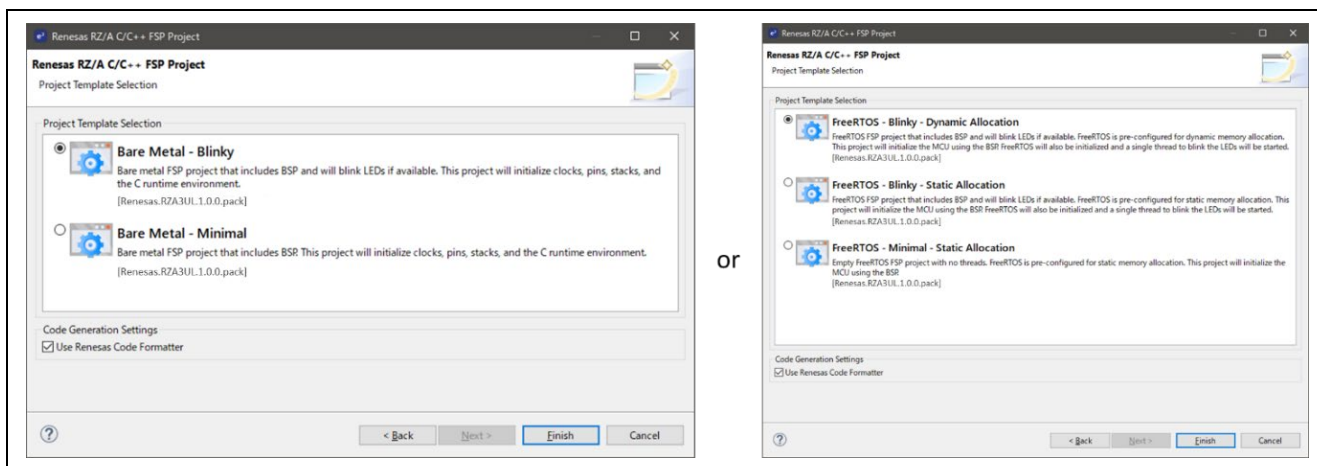 Renesas RZ/A C/C++ FSP Project
Renesas RZ/A C/C++ FSP Project
Project Template Selection
Project Template Selection
Bare Metal - Blinky
Bare metal FSP project that includes BSP and will blink LEDs if available. This project will initialize clocks, pins, stacks, and
the C runtime environment.
[Renesas.RZA3UL.1.0.0.pack]
Bare Metal - Minimal
Bare metal FSP project that includes BSP. This project will initialize clocks, pins, stacks, and the C runtime environment.
[Renesas.RZA3UL.1.0.0.pack]
Code Generation Settings
Use Renesas Code Formatter
< Back
Next >
Finish
Cancel
or
Renesas RZ/A C/C++ FSP Project
Renesas RZ/A C/C++ FSP Project
Project Template Selection
Project Template Selection
FreeRTOS - Blinky - Dynamic Allocation
FreeRTOS FSP project that includes BSP and will blink LEDs if available. FreeRTOS is pre-configured for dynamic memory allocation.
This project will initialize the MCU using the BSP. FreeRTOS will also be initialized and a single thread to blink the LEDs will be started.
[Renesas.RZA3UL.1.0.0.pack]
FreeRTOS - Blinky - Static Allocation
FreeRTOS FSP project that includes BSP and will blink LEDs if available. FreeRTOS is pre-configured for static memory allocation. This
project will initialize the MCU using the BSP. FreeRTOS will also be initialized and a single thread to blink the LEDs will be started.
[Renesas.RZA3UL.1.0.0.pack]
FreeRTOS - Minimal - Static Allocation
Empty FreeRTOS FSP project with no threads. FreeRTOS is pre-configured for static memory allocation. This project will initialize the
MCU using the BSP.
[Renesas.RZA3UL.1.0.0.pack]
Code Generation Settings
Use Renesas Code Formatter
< Back
Next >
Finish
Cancel